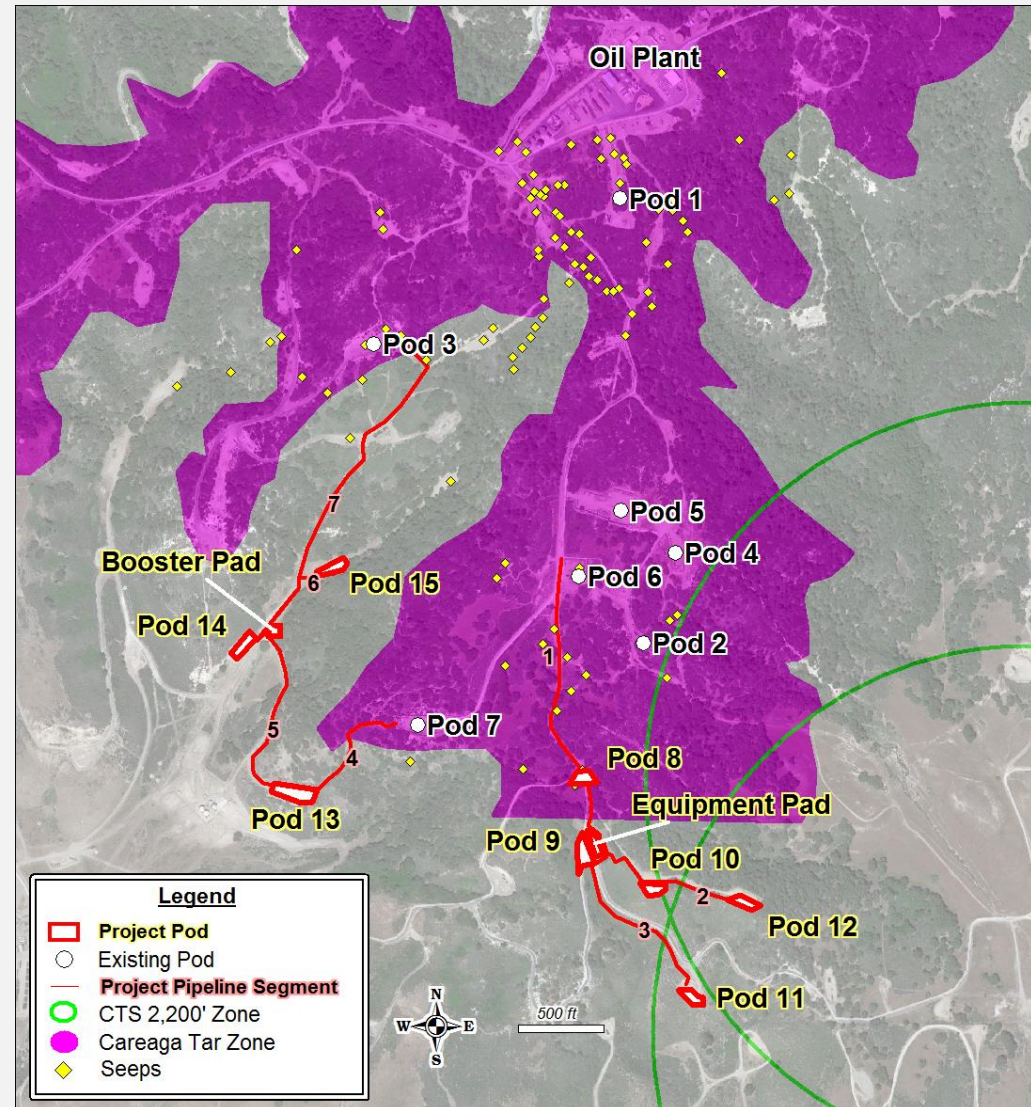 Oil Plant
Pod 1
Pod 3
Pod 5
Pod 4
7
Pod 6
Booster Pad
6
Pod 15
Pod 14
Pod 2
1
5
Pod 7
4
Pod 8
Pod 13
Equipment Pad
Pod 9
Pod 10
2
Pod 12
3
Pod 11
Legend
Project Pod
Existing Pod
Project Pipeline Segment
CTS 2,200' Zone
Careaga Tar Zone
Seeps
N
W E
S
500 ft